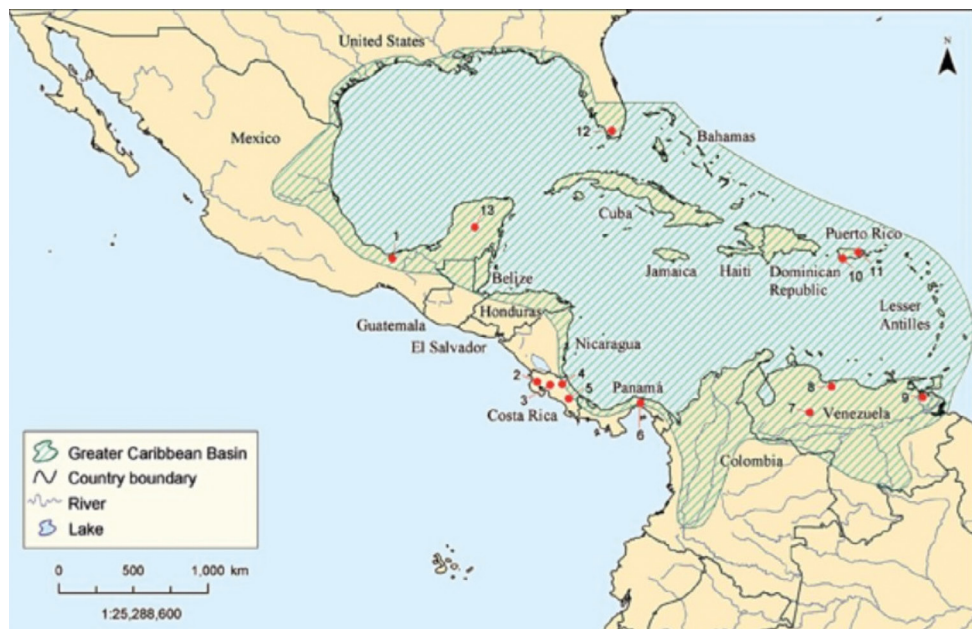 N
United States
Mexico
12
Bahamas
13
1
Cuba
Puerto Rico
Belize
Jamaica
Haiti
Dominican
Republic
10
11
Honduras
Lesser
Antilles
Guatemala
El Salvador
Nicaragua
2
4
3
5
Panamá
8
9
Costa Rica
7
Venezuela
6
Colombia
Greater Caribbean Basin
Country boundary
River
Lake
0 500 1,000 km
1:25,288,600